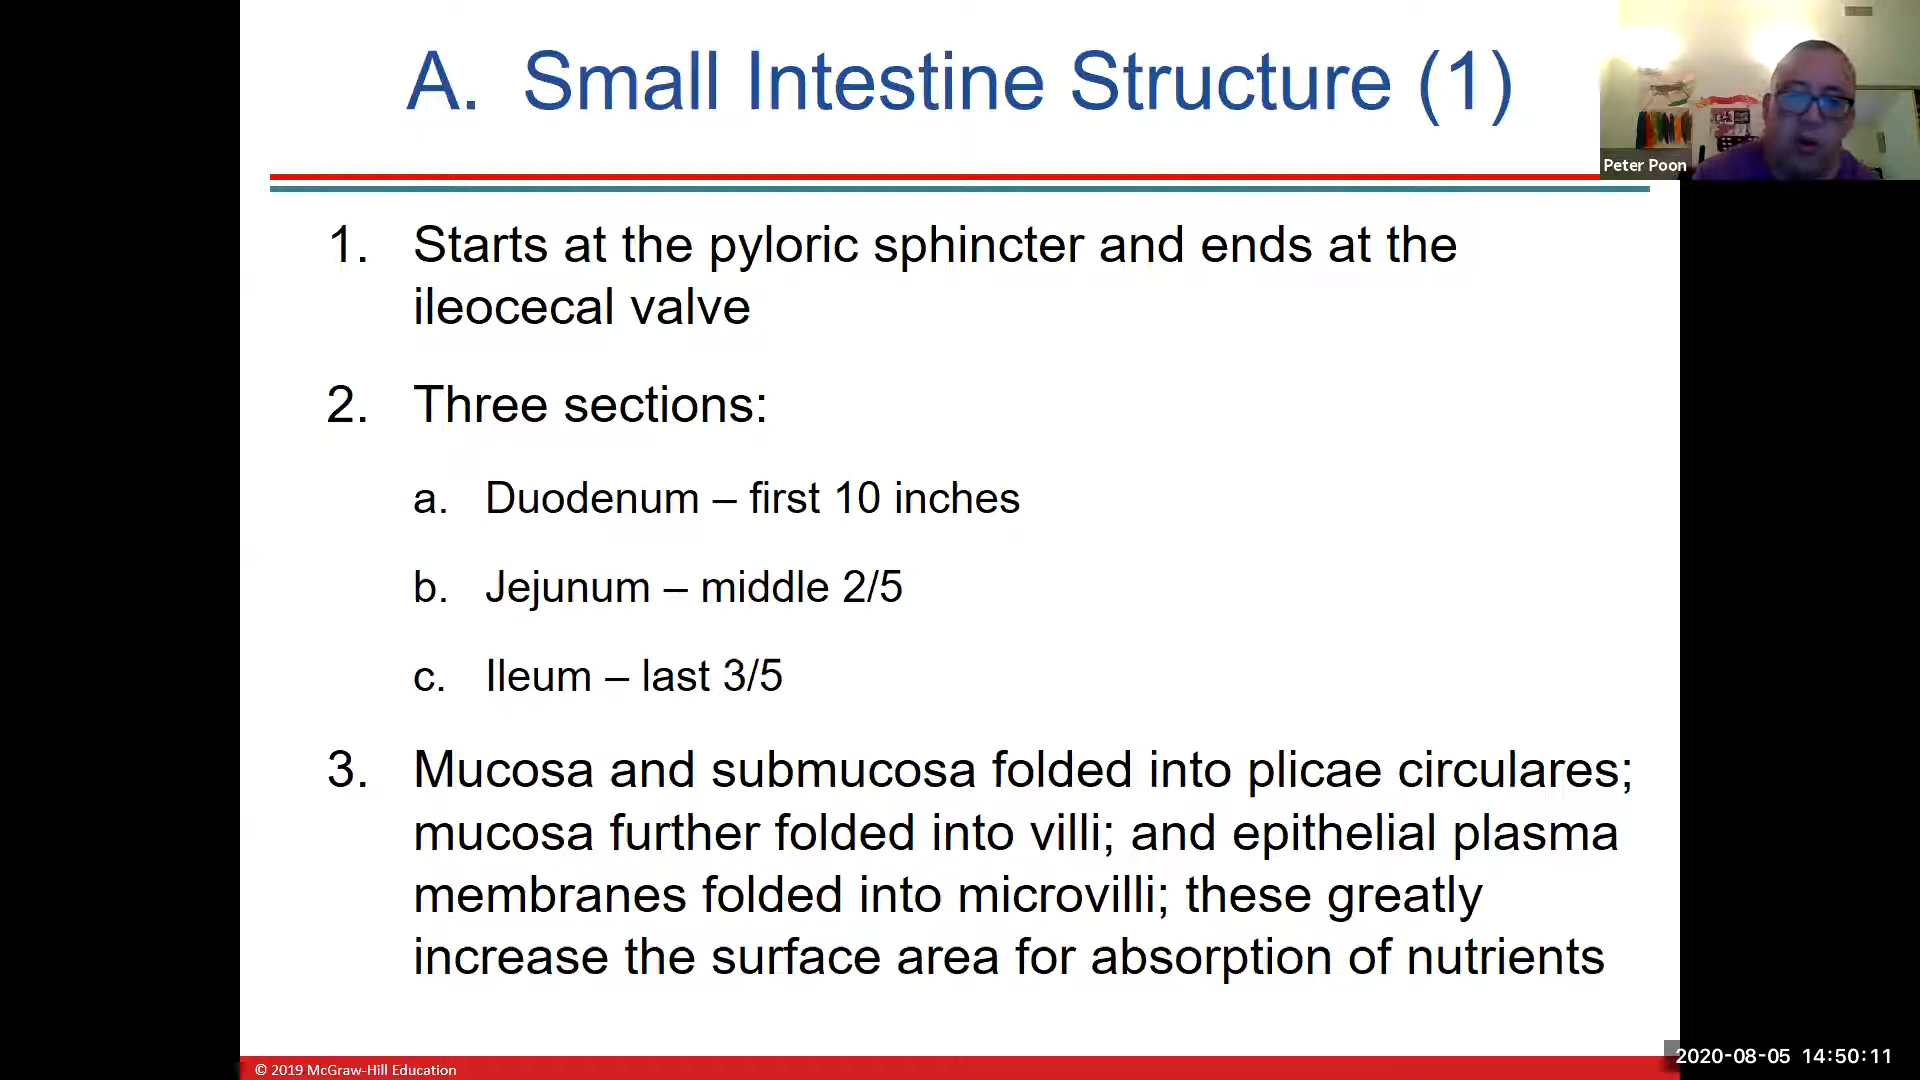 A. Small Intestine Structure (1)
Peter Poon
1. Starts at the pyloric sphincter and ends at the
ileocecal valve
2. Three sections:
a. Duodenum – first 10 inches
b. Jejunum – middle 2/5
c. Ileum – last 3/5
3. Mucosa and submucosa folded into plicae circulares;
mucosa further folded into villi; and epithelial plasma
membranes folded into microvilli; these greatly
increase the surface area for absorption of nutrients
© 2019 McGraw-Hill Education
2020-08-05 14:50:11